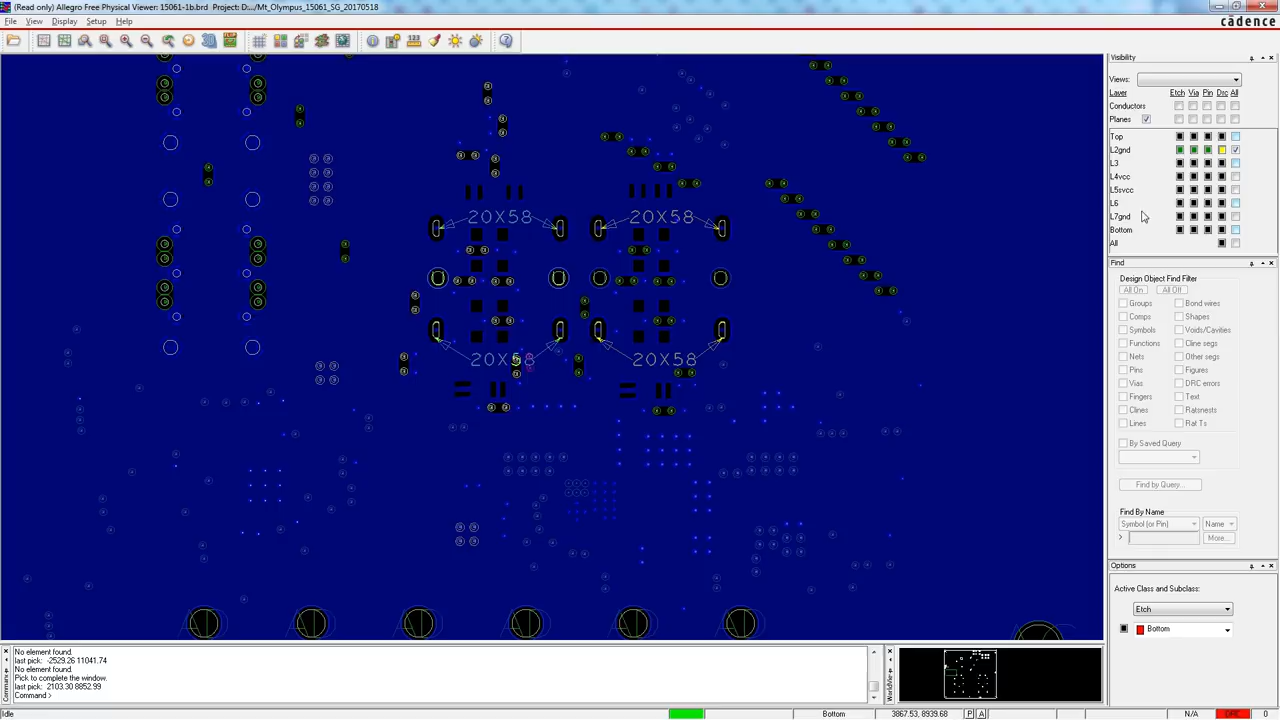 (Read only) Allegro Free Physical Viewer: 15061-1b.brd Project: D:.../Mt_Olympus_15061_SG_20170518
File View Display Setup Help
cādence
Visibility
Views:
Layer Etch Via Pin Drc All
Conductors
Planes
Top
L2gnd
L3
L4vcc
L5svcc
L6
L7gnd
Bottom
All
20X58 20X58
20X58 20X58
Find
Design Object Find Filter
All On All Off
Groups Bond wires
Comps Shapes
Symbols Voids/Cavities
Functions Cline segs
Nets Other segs
Pins Figures
Vias DRC errors
Fingers Text
Clines Ratsnests
Lines Rat Ts
By Saved Query
Find by Query...
Find By Name
Symbol (or Pin) Name
> More...
Options
Active Class and Subclass:
Etch
Bottom
No element found.
last pick: -2529.26 11041.74
No element found.
Pick to complete the window.
last pick: 2103.30 8852.99
Command >
WorldView
Idle Bottom 3867.53, 8939.68 P A N/A DRC 0